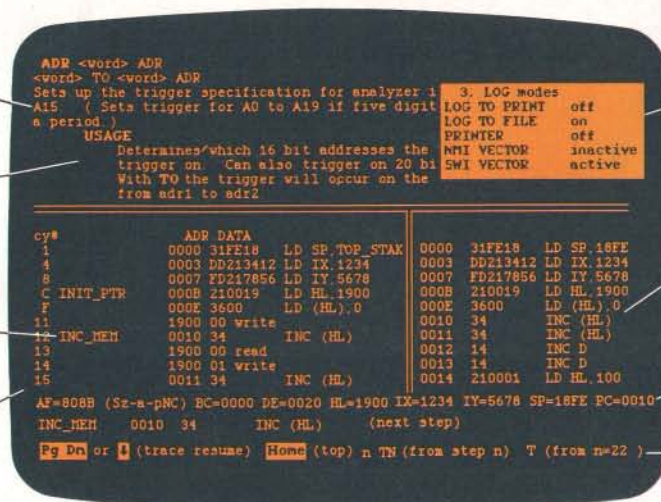 ADR <word> ADR
<word> TO <word> ADR
Sets up the trigger specification for analyzer i
A15 ( Sets trigger for A0 to A19 if five digit
a period.)
USAGE
Determines which 16 bit addresses the
trigger on. Can also trigger on 20 bi
With TO the trigger will occur on the
from adr1 to adr2
3. LOG modes
LOG TO PRINT off
LOG TO FILE on
PRINTER off
NMI VECTOR inactive
SWI VECTOR active
cy# ADR DATA
1 0000 31FE18 LD SP,TOP_STAK
4 0003 DD213412 LD IX,1234
8 0007 FD217856 LD IY,5678
C INIT_PTR 000B 210019 LD HL,1900
F 000E 3600 LD (HL),0
11 1900 00 write
12 INC_MEM 0010 34 INC (HL)
13 1900 00 read
14 1900 01 write
15 0011 34 INC (HL)
0000 31FE18 LD SP,18FE
0003 DD213412 LD IX,1234
0007 FD217856 LD IY,5678
000B 210019 LD HL,1900
000E 3600 LD (HL),0
0010 34 INC (HL)
0011 34 INC (HL)
0012 14 INC D
0013 14 INC D
0014 210001 LD HL,100
AF=808B (Sz-a-pNC) BC=0000 DE=0020 HL=1900 IX=1234 IY=5678 SP=18FE PC=0010
INC_MEM 0010 34 INC (HL) (next step)
Pg Dn or ⬇ (trace resume) Home (top) n TN (from step n) T (from n=22 )